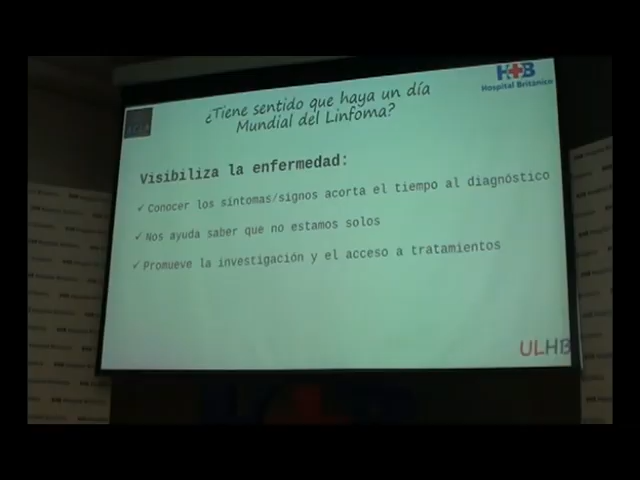 ¿Tiene sentido que haya un día
Mundial del Linfoma?
H+B
Hospital Británico
Visibiliza la enfermedad:
✓ Conocer los síntomas/signos acorta el tiempo al diagnóstico
✓ Nos ayuda saber que no estamos solos
✓ Promueve la investigación y el acceso a tratamientos
ULHB